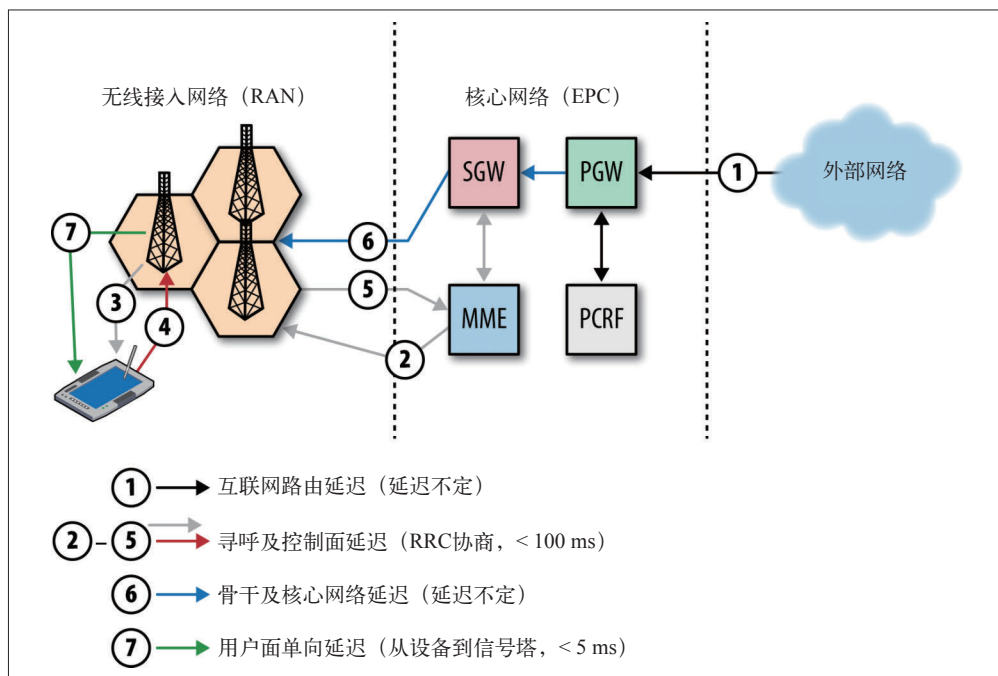 无线接入网络（RAN）
核心网络（EPC）
外部网络
SGW
PGW
1
7
6
3
5
4
MME
PCRF
2
1 互联网路由延迟（延迟不定）
2 – 5 寻呼及控制面延迟（RRC协商，< 100 ms）
6 骨干及核心网络延迟（延迟不定）
7 用户面单向延迟（从设备到信号塔，< 5 ms）